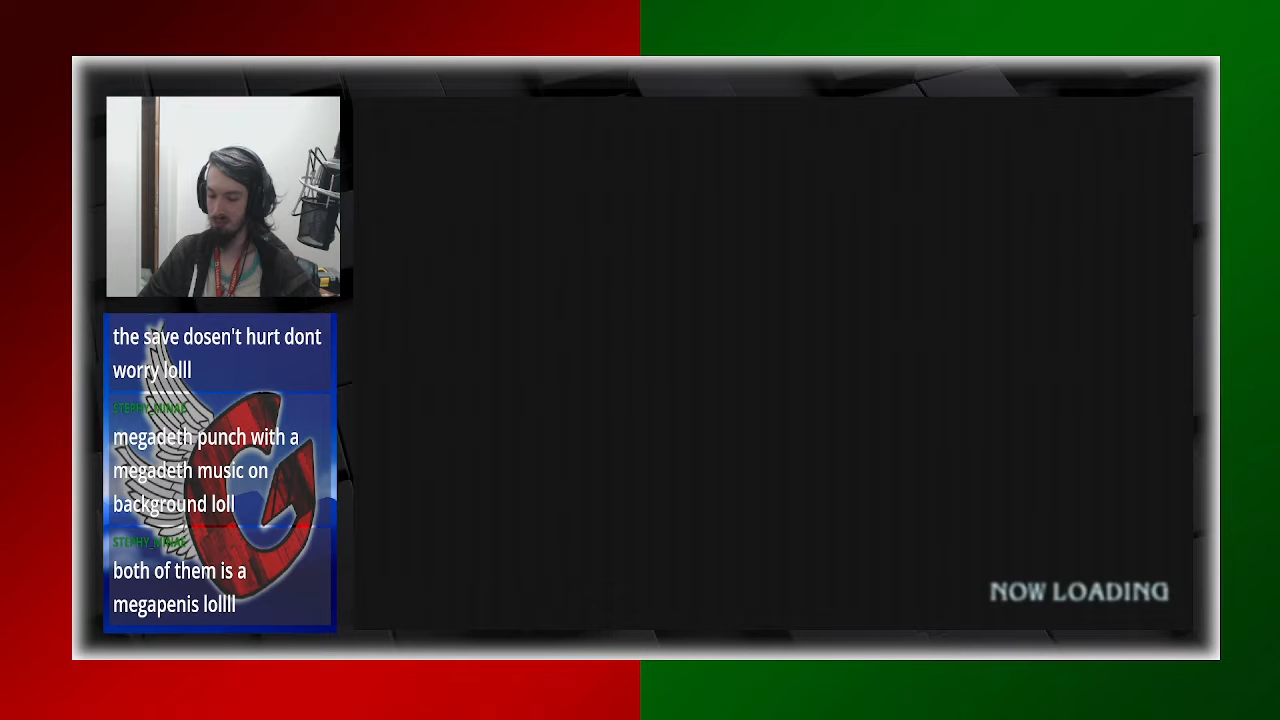 the save dosen't hurt dont
worry lolll
megadeth punch with a
megadeth music on
background loll
both of them is a
megapenis lollll
NOW LOADING